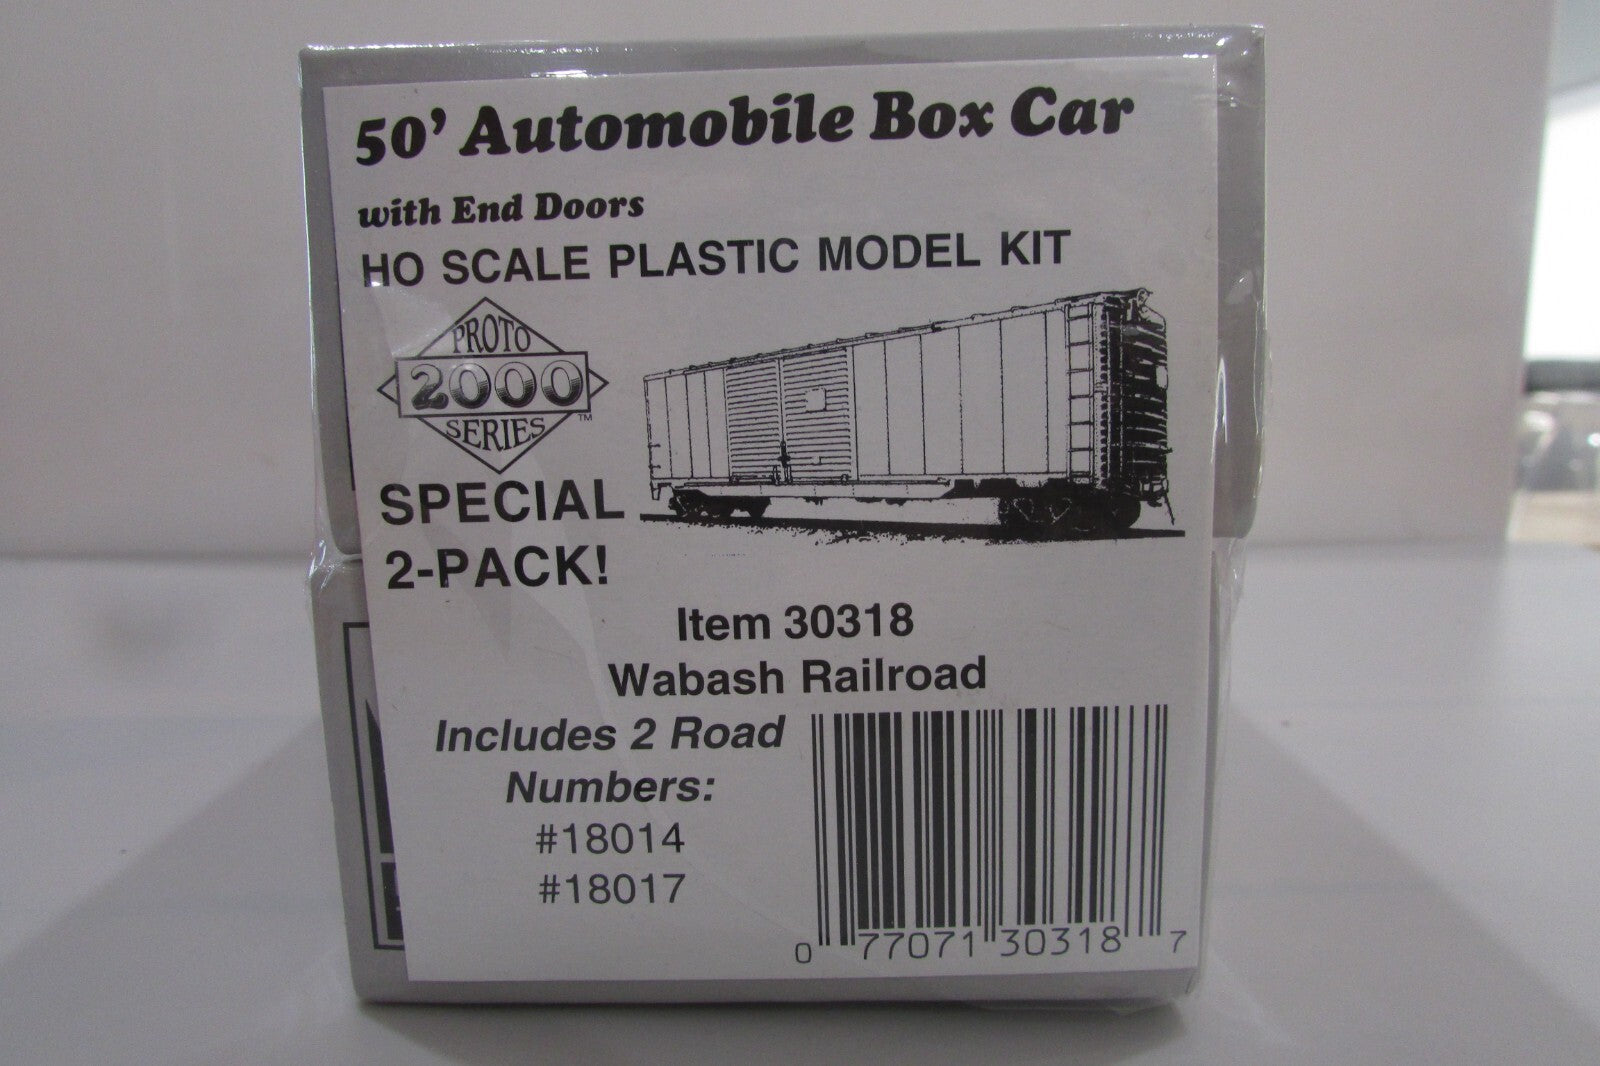 50' Automobile Box Car
with End Doors
HO SCALE PLASTIC MODEL KIT
PROTO
2000
SERIES™
SPECIAL
2-PACK!
Item 30318
Wabash Railroad
Includes 2 Road
Numbers:
#18014
#18017
0 77071 30318 7